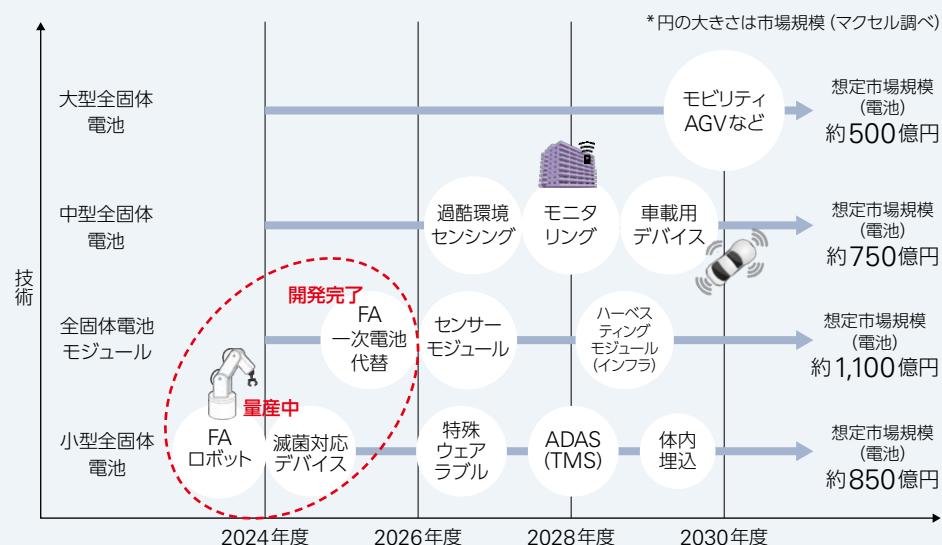 *円の大きさは市場規模（マクセル調べ）
技術
大型全固体
電池
モビリティ
AGVなど
想定市場規模
（電池）
約500億円
中型全固体
電池
過酷環境
センシング
モニタ
リング
車載用
デバイス
想定市場規模
（電池）
約750億円
全固体電池
モジュール
開発完了
FA
一次電池
代替
センサー
モジュール
ハーベス
ティング
モジュール
（インフラ）
想定市場規模
（電池）
約1,100億円
小型全固体
電池
量産中
FA
ロボット
滅菌対応
デバイス
特殊
ウェア
ラブル
ADAS
(TMS)
体内
埋込
想定市場規模
（電池）
約850億円
2024年度
2026年度
2028年度
2030年度